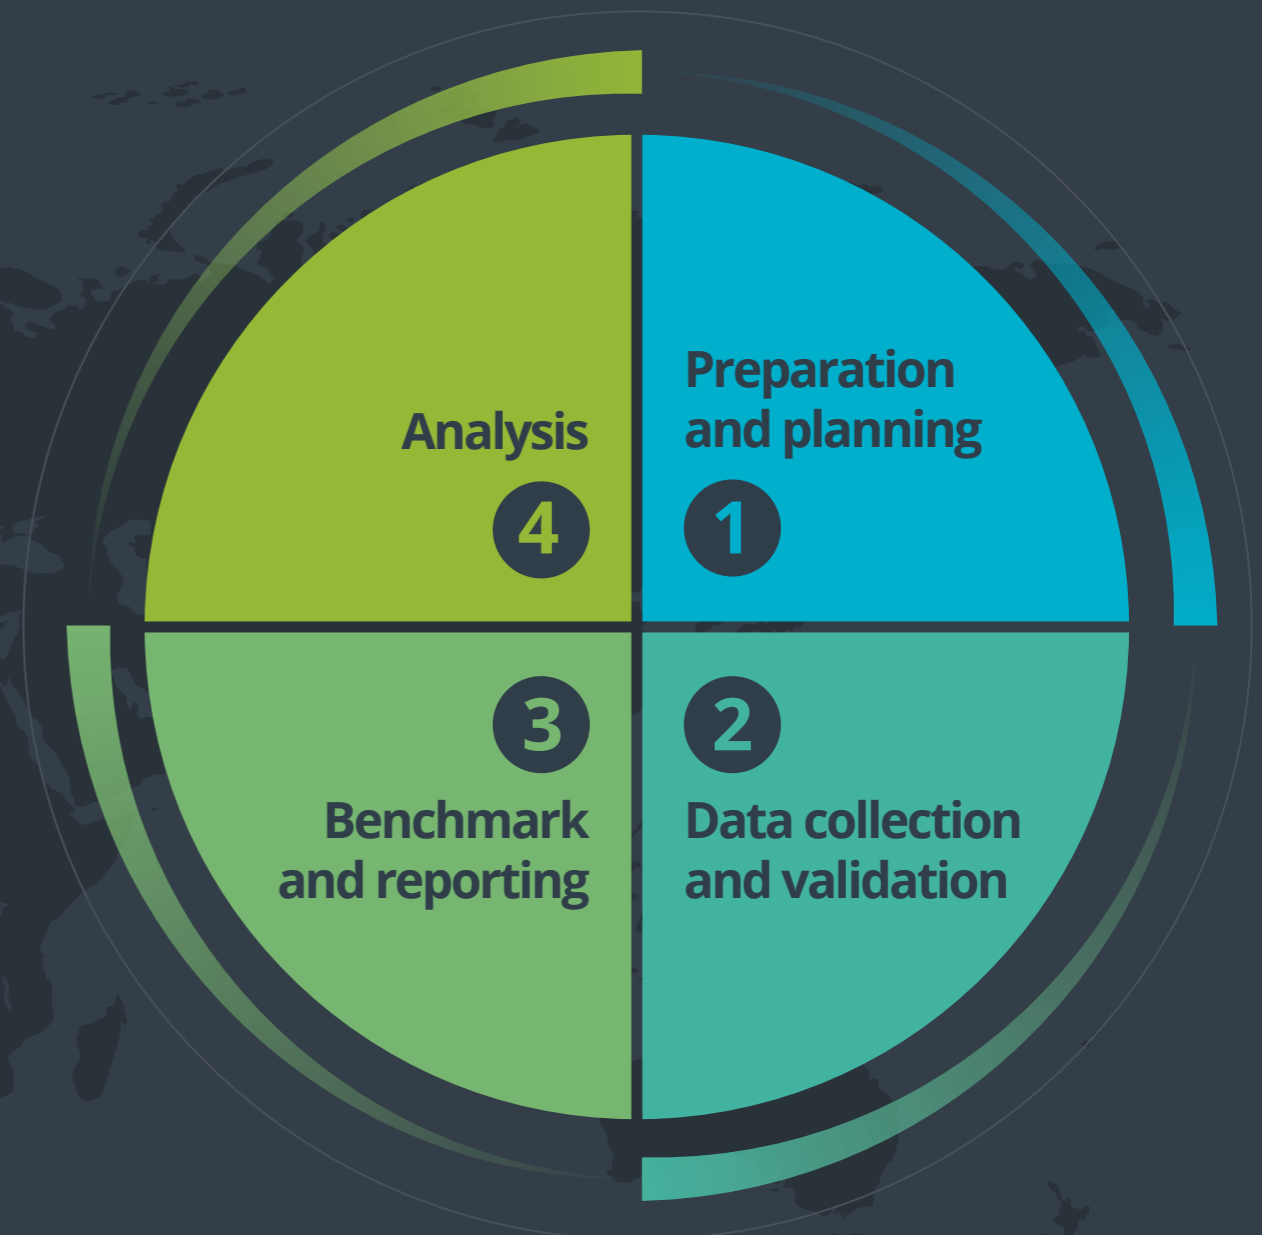 Preparation
and planning
1
2
Data collection
and validation
3
Benchmark
and reporting
Analysis
4